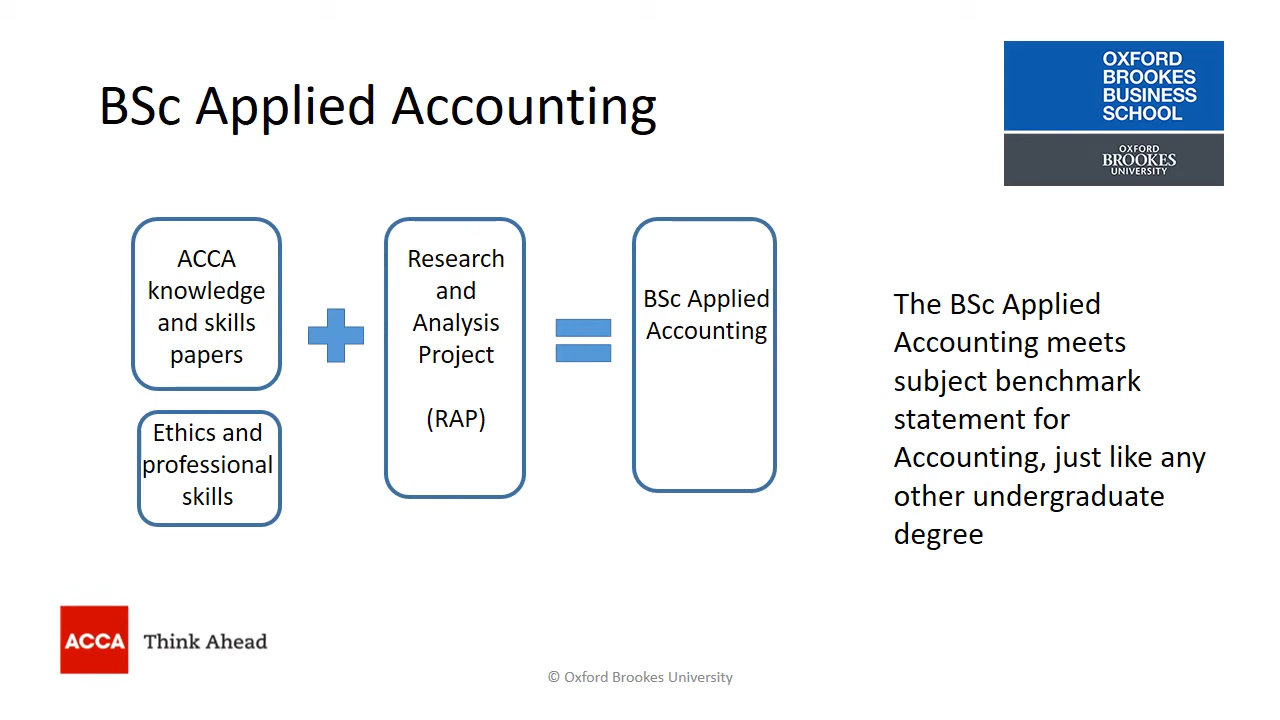 BSc Applied Accounting
OXFORD
BROOKES
BUSINESS
SCHOOL
OXFORD
BROOKES
UNIVERSITY
ACCA
knowledge
and skills
papers
Ethics and
professional
skills
Research
and
Analysis
Project
(RAP)
BSc Applied
Accounting
The BSc Applied
Accounting meets
subject benchmark
statement for
Accounting, just like any
other undergraduate
degree
ACCA Think Ahead
© Oxford Brookes University